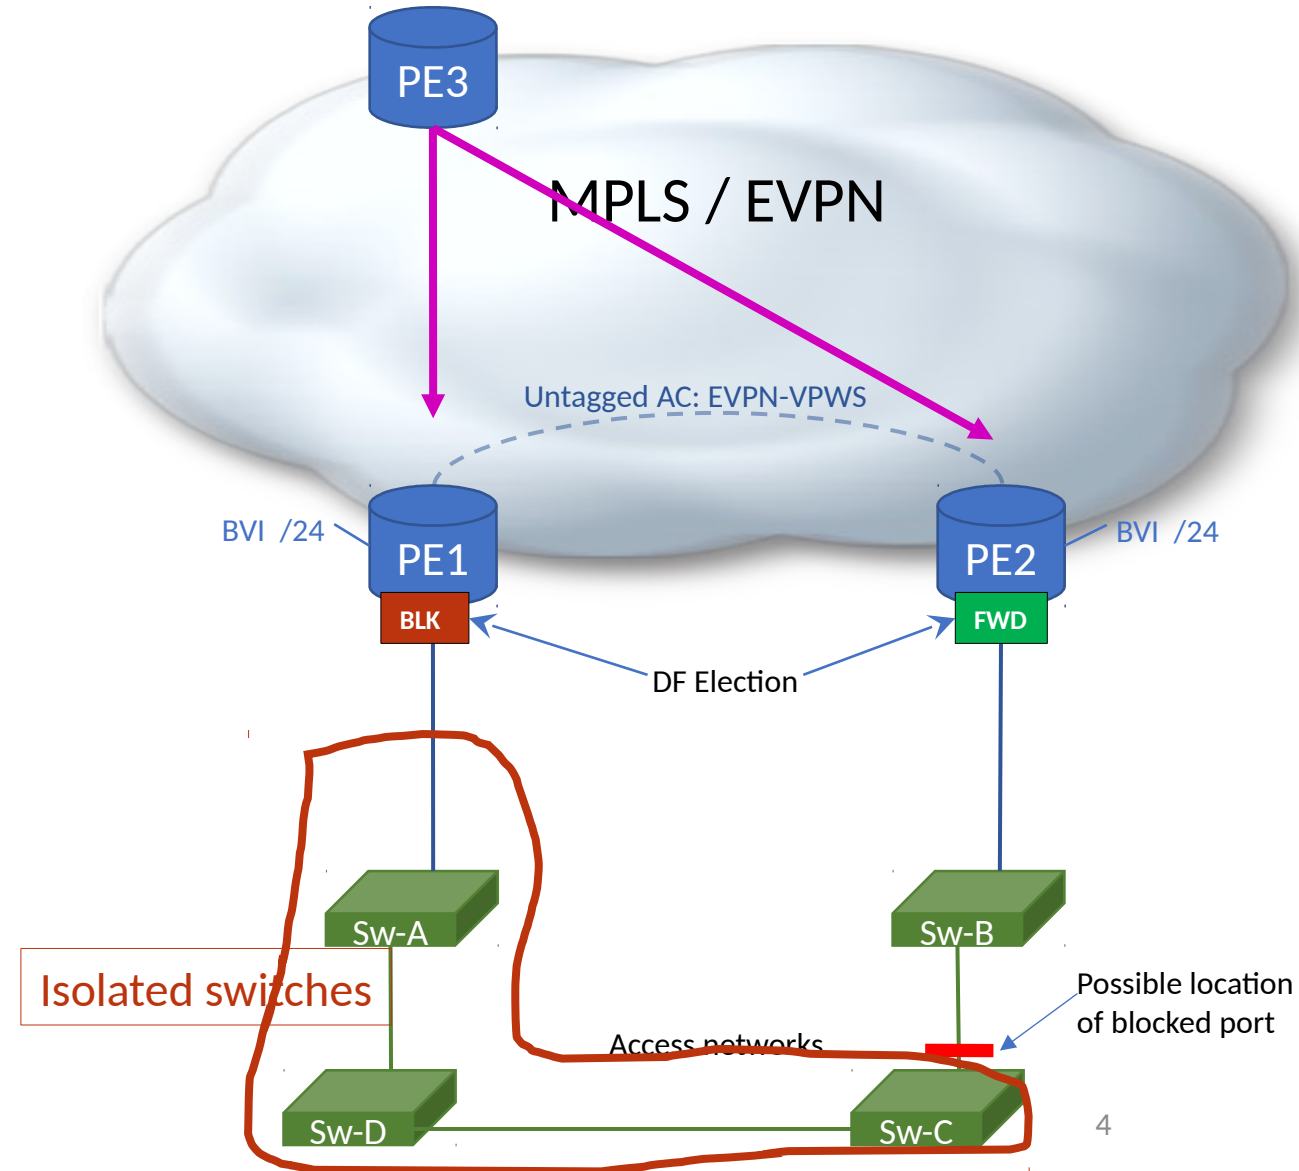 PE3
MPLS / EVPN
Untagged AC: EVPN-VPWS
BVI /24
PE1
PE2
BVI /24
BLK
FWD
DF Election
Sw-A
Sw-B
Isolated switches
Possible location
of blocked port
Access networks
Sw-D
Sw-C
4